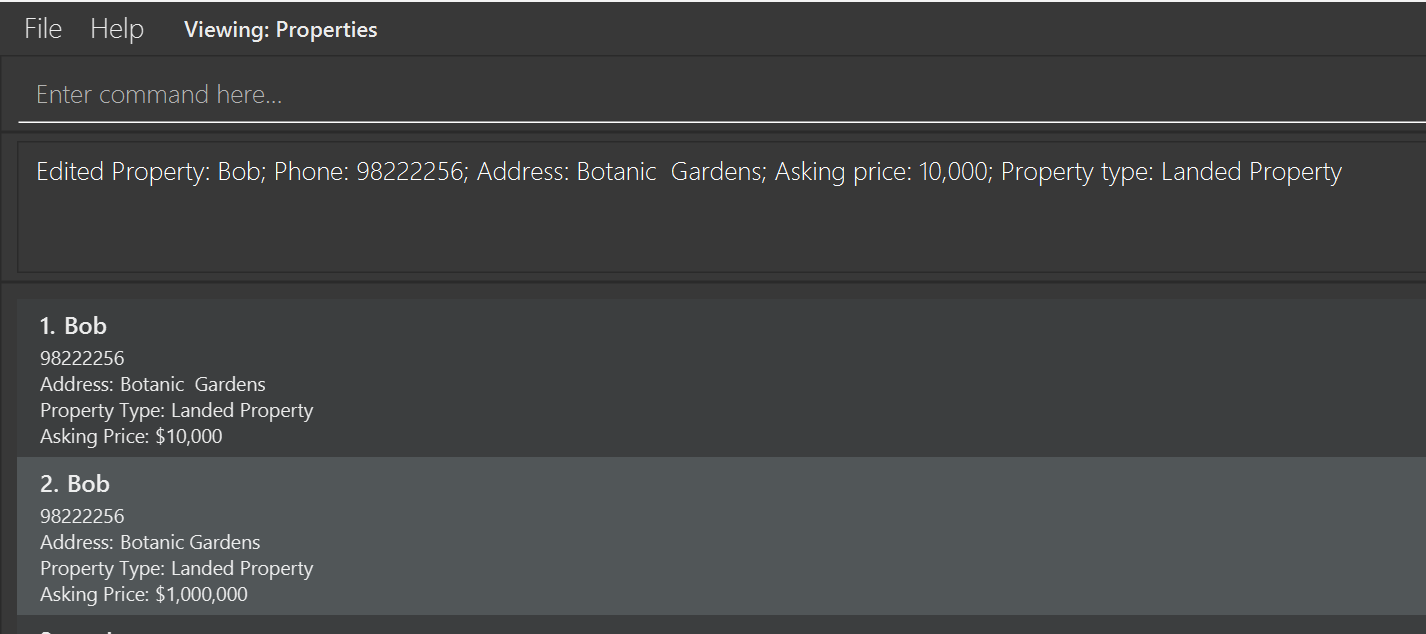 File Help Viewing: Properties
Enter command here...
Edited Property: Bob; Phone: 98222256; Address: Botanic  Gardens; Asking price: 10,000; Property type: Landed Property
1. Bob
98222256
Address: Botanic  Gardens
Property Type: Landed Property
Asking Price: $10,000
2. Bob
98222256
Address: Botanic Gardens
Property Type: Landed Property
Asking Price: $1,000,000